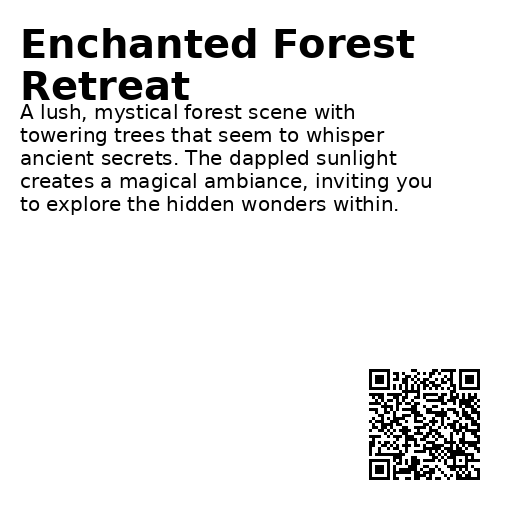 Enchanted Forest
Retreat
A lush, mystical forest scene with
towering trees that seem to whisper
ancient secrets. The dappled sunlight
creates a magical ambiance, inviting you
to explore the hidden wonders within.